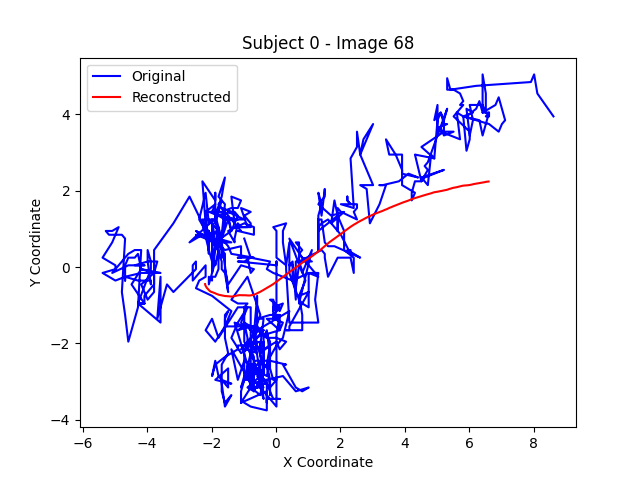 Subject 0 - Image 68
Original
Reconstructed
Y Coordinate
4
2
0
−2
−4
−6
−4
−2
0
2
4
6
8
X Coordinate